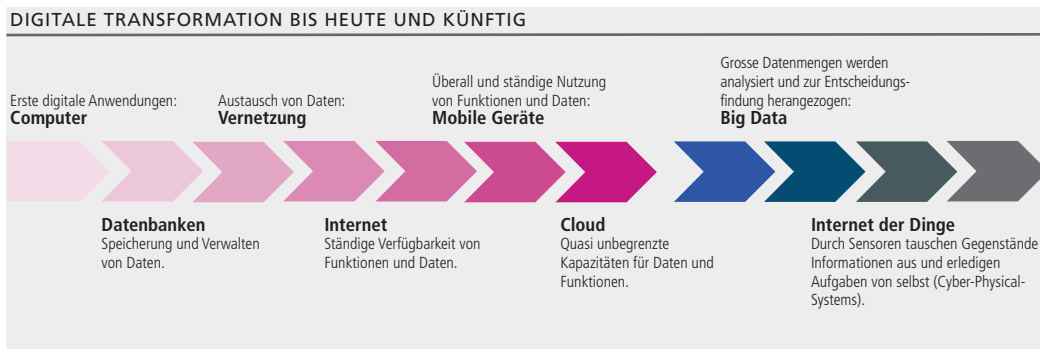 DIGITALE TRANSFORMATION BIS HEUTE UND KÜNFTIG
Erste digitale Anwendungen:
Computer
Austausch von Daten:
Vernetzung
Überall und ständige Nutzung
von Funktionen und Daten:
Mobile Geräte
Grosse Datenmengen werden
analysiert und zur Entscheidungs-
findung herangezogen:
Big Data
Datenbanken
Speicherung und Verwalten
von Daten.
Internet
Ständige Verfügbarkeit von
Funktionen und Daten.
Cloud
Quasi unbegrenzte
Kapazitäten für Daten und
Funktionen.
Internet der Dinge
Durch Sensoren tauschen Gegenstände
Informationen aus und erledigen
Aufgaben von selbst (Cyber-Physical-
Systems).